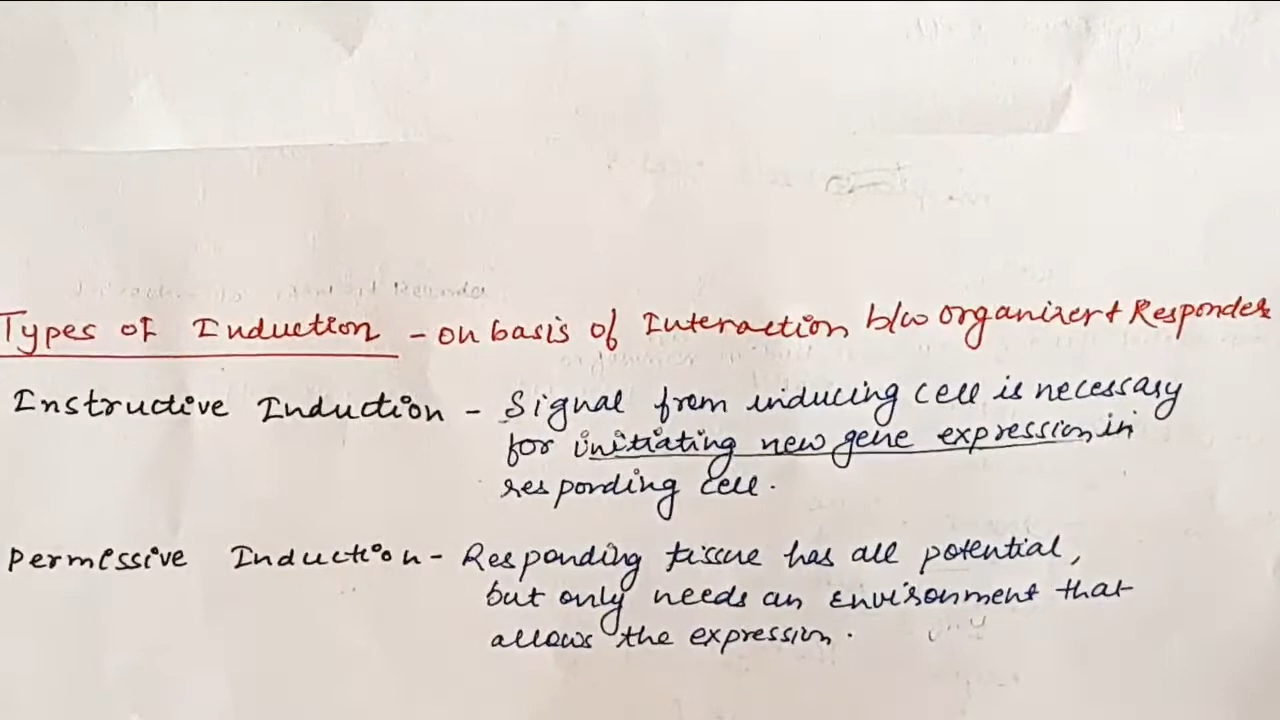 Types of Induction - on basis of Interaction b/w organizer & Responder
Instructive Induction - Signal from inducing cell is necessary
for initiating new gene expression in
responding cell.
Permissive Induction - Responding tissue has all potential,
but only needs an environment that
allows the expression.